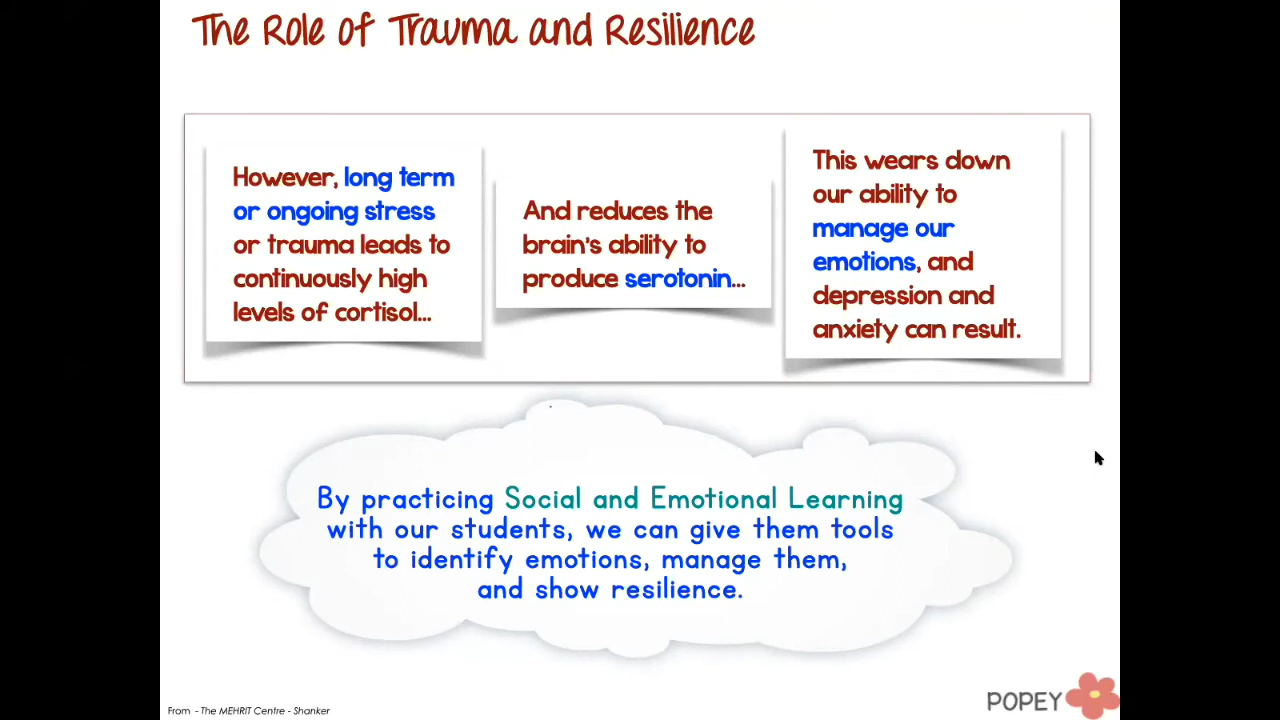 The Role of Trauma and Resilience
However, long term
or ongoing stress
or trauma leads to
continuously high
levels of cortisol...
And reduces the
brain's ability to
produce serotonin...
This wears down
our ability to
manage our
emotions, and
depression and
anxiety can result.
By practicing Social and Emotional Learning
with our students, we can give them tools
to identify emotions, manage them,
and show resilience.
From - The MEHRIT Centre - Shanker
POPEY